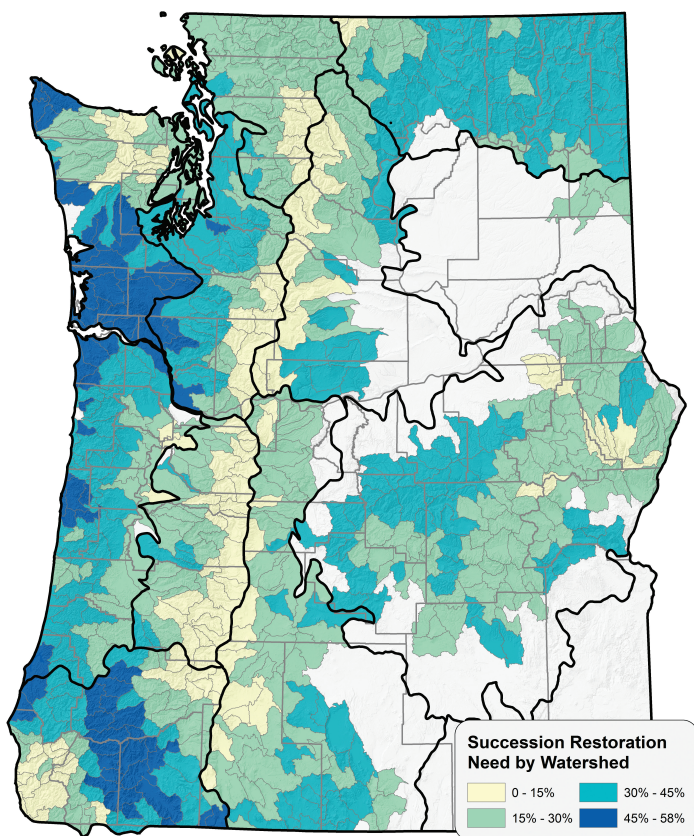 Succession Restoration
Need by Watershed
0 - 15%
30% - 45%
15% - 30%
45% - 58%